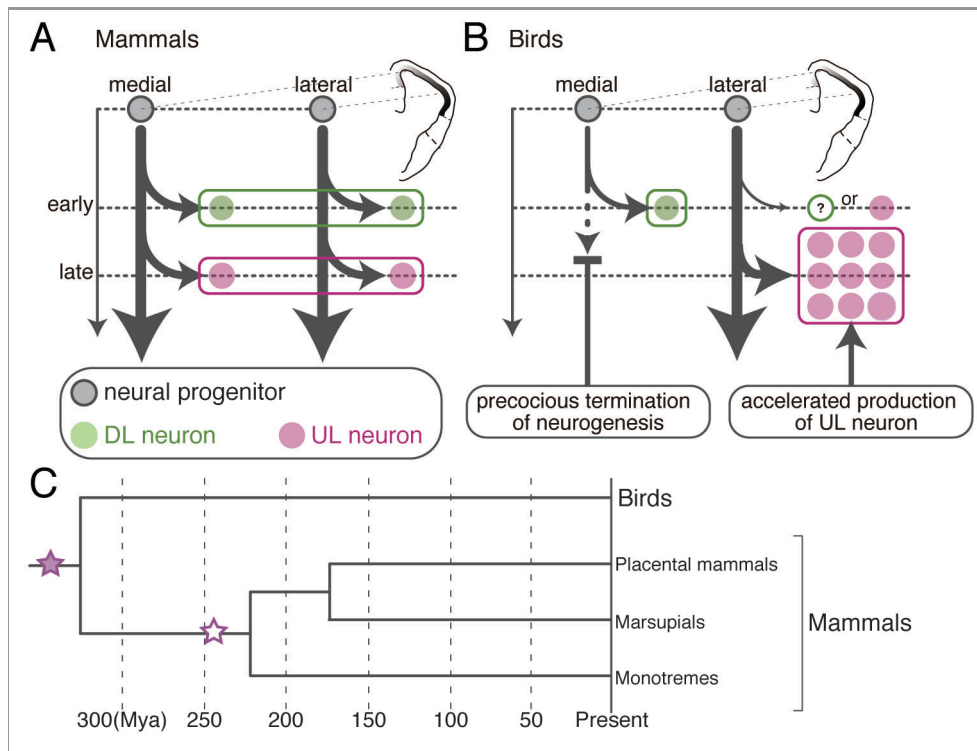 A Mammals
medial lateral
early
late
neural progenitor
DL neuron UL neuron
B Birds
medial lateral
? or
precocious termination
of neurogenesis
accelerated production
of UL neuron
C
Birds
Placental mammals
Marsupials
Monotremes
Mammals
300(Mya) 250 200 150 100 50 Present